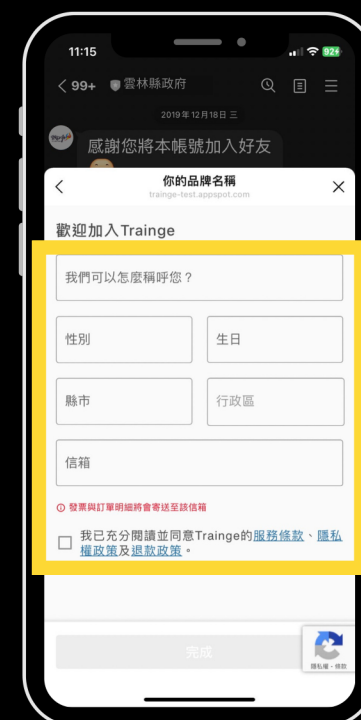 11:15
92
99+ 雲林縣政府
2019年12月18日 三
感謝您將本帳號加入好友
你的品牌名稱
trainge-test.appspot.com
歡迎加入Trainge
我們可以怎麼稱呼您？
性別 生日
縣市 行政區
信箱
發票與訂單明細將會寄送至該信箱
我已充分閱讀並同意Trainge的服務條款、隱私
權政策及退款政策。
完成
隱私權 - 條款